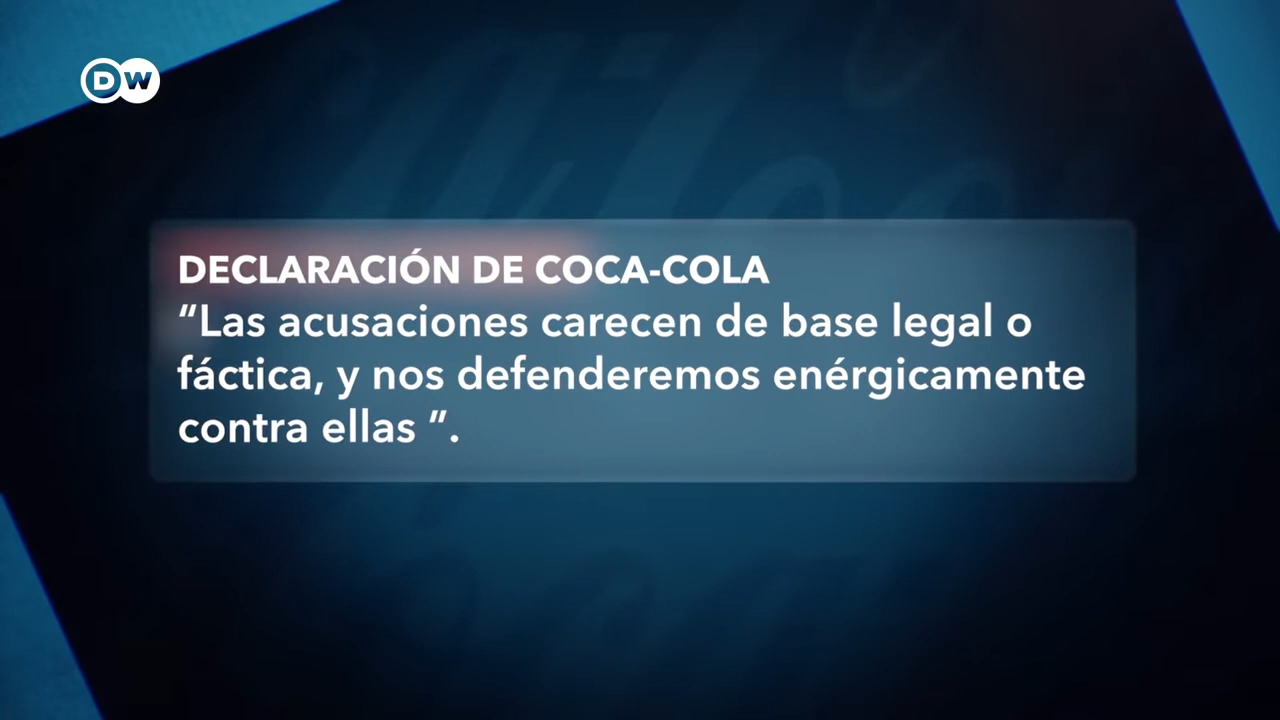 DW
DECLARACIÓN DE COCA-COLA
“Las acusaciones carecen de base legal o
fáctica, y nos defenderemos enérgicamente
contra ellas ”.